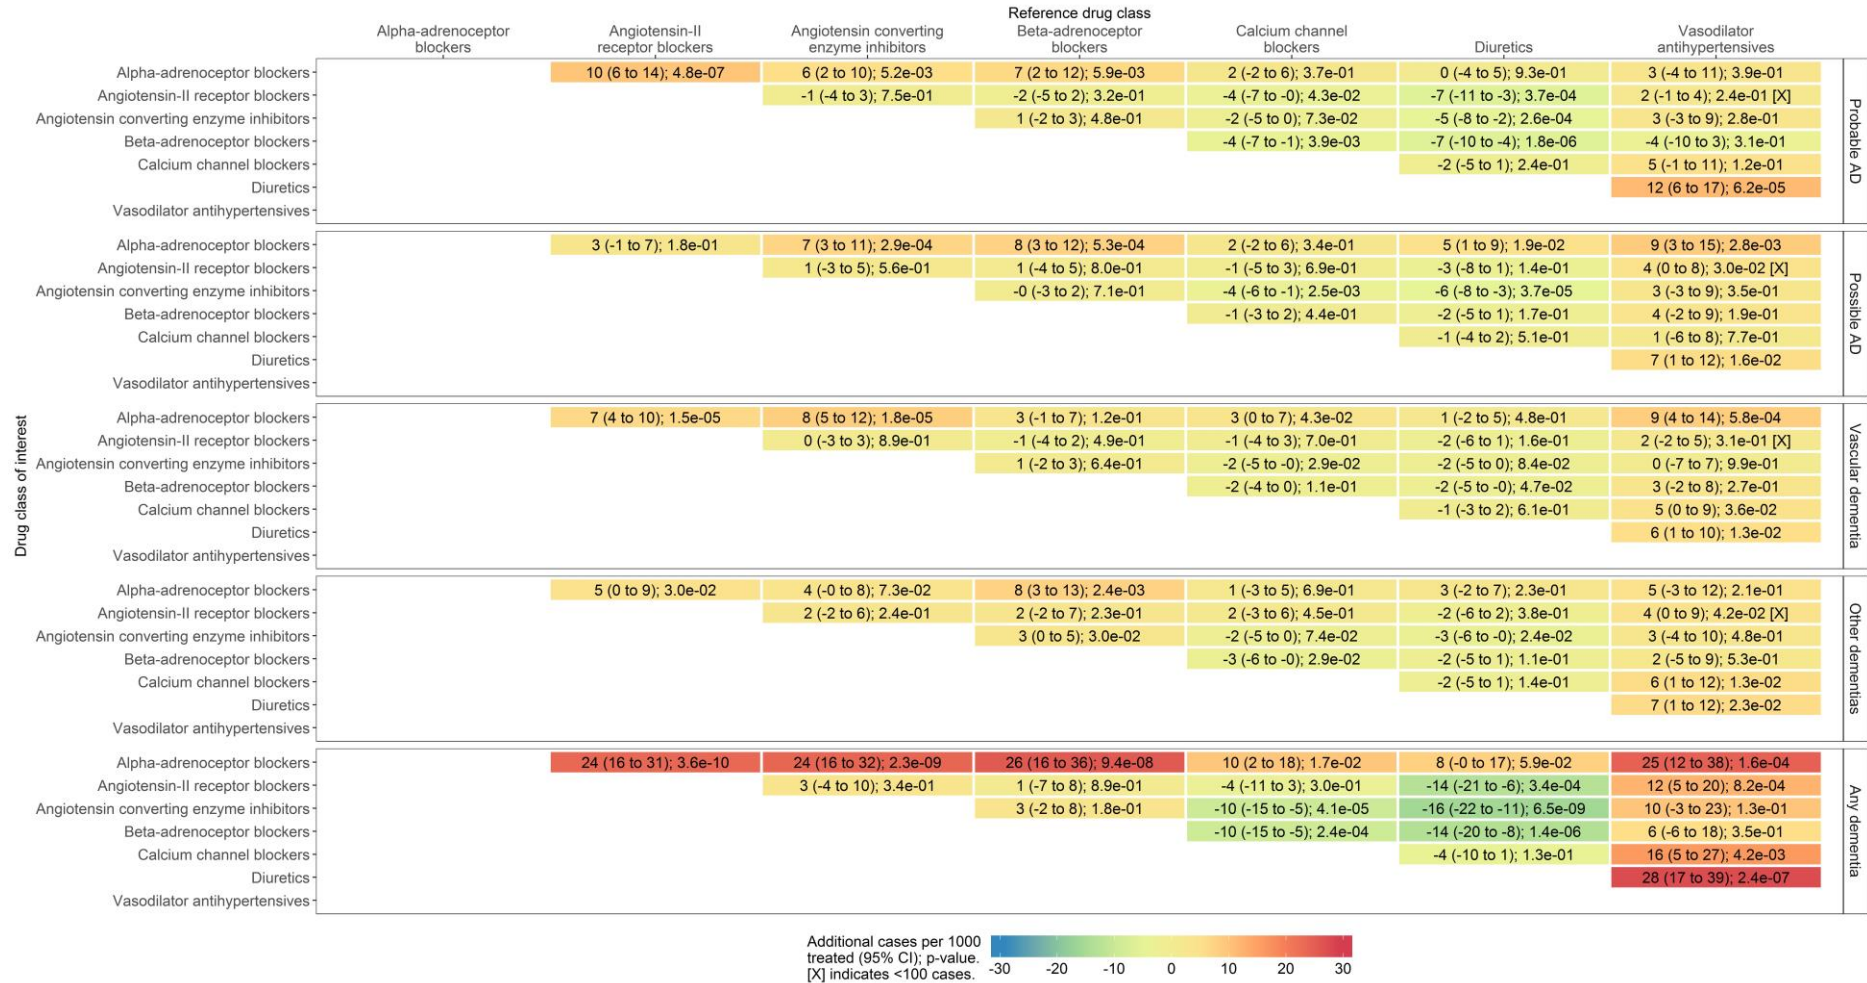 Reference drug class
Alpha-adrenoceptor blockers
Angiotensin-II receptor blockers
Angiotensin converting enzyme inhibitors
Beta-adrenoceptor blockers
Calcium channel blockers
Diuretics
Vasodilator antihypertensives
Drug class of interest
Probable AD
Alpha-adrenoceptor blockers 10 (6 to 14); 4.8e-07 6 (2 to 10); 5.2e-03 7 (2 to 12); 5.9e-03 2 (-2 to 6); 3.7e-01 0 (-4 to 5); 9.3e-01 3 (-4 to 11); 3.9e-01
Angiotensin-II receptor blockers -1 (-4 to 3); 7.5e-01 -2 (-5 to 2); 3.2e-01 -4 (-7 to -0); 4.3e-02 -7 (-11 to -3); 3.7e-04 2 (-1 to 4); 2.4e-01 [X]
Angiotensin converting enzyme inhibitors 1 (-2 to 3); 4.8e-01 -2 (-5 to 0); 7.3e-02 -5 (-8 to -2); 2.6e-04 3 (-3 to 9); 2.8e-01
Beta-adrenoceptor blockers -4 (-7 to -1); 3.9e-03 -7 (-10 to -4); 1.8e-06 -4 (-10 to 3); 3.1e-01
Calcium channel blockers -2 (-5 to 1); 2.4e-01 5 (-1 to 11); 1.2e-01
Diuretics 12 (6 to 17); 6.2e-05
Vasodilator antihypertensives
Possible AD
Alpha-adrenoceptor blockers 3 (-1 to 7); 1.8e-01 7 (3 to 11); 2.9e-04 8 (3 to 12); 5.3e-04 2 (-2 to 6); 3.4e-01 5 (1 to 9); 1.9e-02 9 (3 to 15); 2.8e-03
Angiotensin-II receptor blockers 1 (-3 to 5); 5.6e-01 1 (-4 to 5); 8.0e-01 -1 (-5 to 3); 6.9e-01 -3 (-8 to 1); 1.4e-01 4 (0 to 8); 3.0e-02 [X]
Angiotensin converting enzyme inhibitors -0 (-3 to 2); 7.1e-01 -4 (-6 to -1); 2.5e-03 -6 (-8 to -3); 3.7e-05 3 (-3 to 9); 3.5e-01
Beta-adrenoceptor blockers -1 (-3 to 2); 4.4e-01 -2 (-5 to 1); 1.7e-01 4 (-2 to 9); 1.9e-01
Calcium channel blockers -1 (-4 to 2); 5.1e-01 1 (-6 to 8); 7.7e-01
Diuretics 7 (1 to 12); 1.6e-02
Vasodilator antihypertensives
Vascular dementia
Alpha-adrenoceptor blockers 7 (4 to 10); 1.5e-05 8 (5 to 12); 1.8e-05 3 (-1 to 7); 1.2e-01 3 (0 to 7); 4.3e-02 1 (-2 to 5); 4.8e-01 9 (4 to 14); 5.8e-04
Angiotensin-II receptor blockers 0 (-3 to 3); 8.9e-01 -1 (-4 to 2); 4.9e-01 -1 (-4 to 3); 7.0e-01 -2 (-6 to 1); 1.6e-01 2 (-2 to 5); 3.1e-01 [X]
Angiotensin converting enzyme inhibitors 1 (-2 to 3); 6.4e-01 -2 (-5 to -0); 2.9e-02 -2 (-5 to 0); 8.4e-02 0 (-7 to 7); 9.9e-01
Beta-adrenoceptor blockers -2 (-4 to 0); 1.1e-01 -2 (-5 to -0); 4.7e-02 3 (-2 to 8); 2.7e-01
Calcium channel blockers -1 (-3 to 2); 6.1e-01 5 (0 to 9); 3.6e-02
Diuretics 6 (1 to 10); 1.3e-02
Vasodilator antihypertensives
Other dementias
Alpha-adrenoceptor blockers 5 (0 to 9); 3.0e-02 4 (-0 to 8); 7.3e-02 8 (3 to 13); 2.4e-03 1 (-3 to 5); 6.9e-01 3 (-2 to 7); 2.3e-01 5 (-3 to 12); 2.1e-01
Angiotensin-II receptor blockers 2 (-2 to 6); 2.4e-01 2 (-2 to 7); 2.3e-01 2 (-3 to 6); 4.5e-01 -2 (-6 to 2); 3.8e-01 4 (0 to 9); 4.2e-02 [X]
Angiotensin converting enzyme inhibitors 3 (0 to 5); 3.0e-02 -2 (-5 to 0); 7.4e-02 -3 (-6 to -0); 2.4e-02 3 (-4 to 10); 4.8e-01
Beta-adrenoceptor blockers -3 (-6 to -0); 2.9e-02 -2 (-5 to 1); 1.1e-01 2 (-5 to 9); 5.3e-01
Calcium channel blockers -2 (-5 to 1); 1.4e-01 6 (1 to 12); 1.3e-02
Diuretics 7 (1 to 12); 2.3e-02
Vasodilator antihypertensives
Any dementia
Alpha-adrenoceptor blockers 24 (16 to 31); 3.6e-10 24 (16 to 32); 2.3e-09 26 (16 to 36); 9.4e-08 10 (2 to 18); 1.7e-02 8 (-0 to 17); 5.9e-02 25 (12 to 38); 1.6e-04
Angiotensin-II receptor blockers 3 (-4 to 10); 3.4e-01 1 (-7 to 8); 8.9e-01 -4 (-11 to 3); 3.0e-01 -14 (-21 to -6); 3.4e-04 12 (5 to 20); 8.2e-04
Angiotensin converting enzyme inhibitors 3 (-2 to 8); 1.8e-01 -10 (-15 to -5); 4.1e-05 -16 (-22 to -11); 6.5e-09 10 (-3 to 23); 1.3e-01
Beta-adrenoceptor blockers -10 (-15 to -5); 2.4e-04 -14 (-20 to -8); 1.4e-06 6 (-6 to 18); 3.5e-01
Calcium channel blockers -4 (-10 to 1); 1.3e-01 16 (5 to 27); 4.2e-03
Diuretics 28 (17 to 39); 2.4e-07
Vasodilator antihypertensives
Additional cases per 1000
treated (95% CI); p-value.
[X] indicates <100 cases.
-30 -20 -10 0 10 20 30